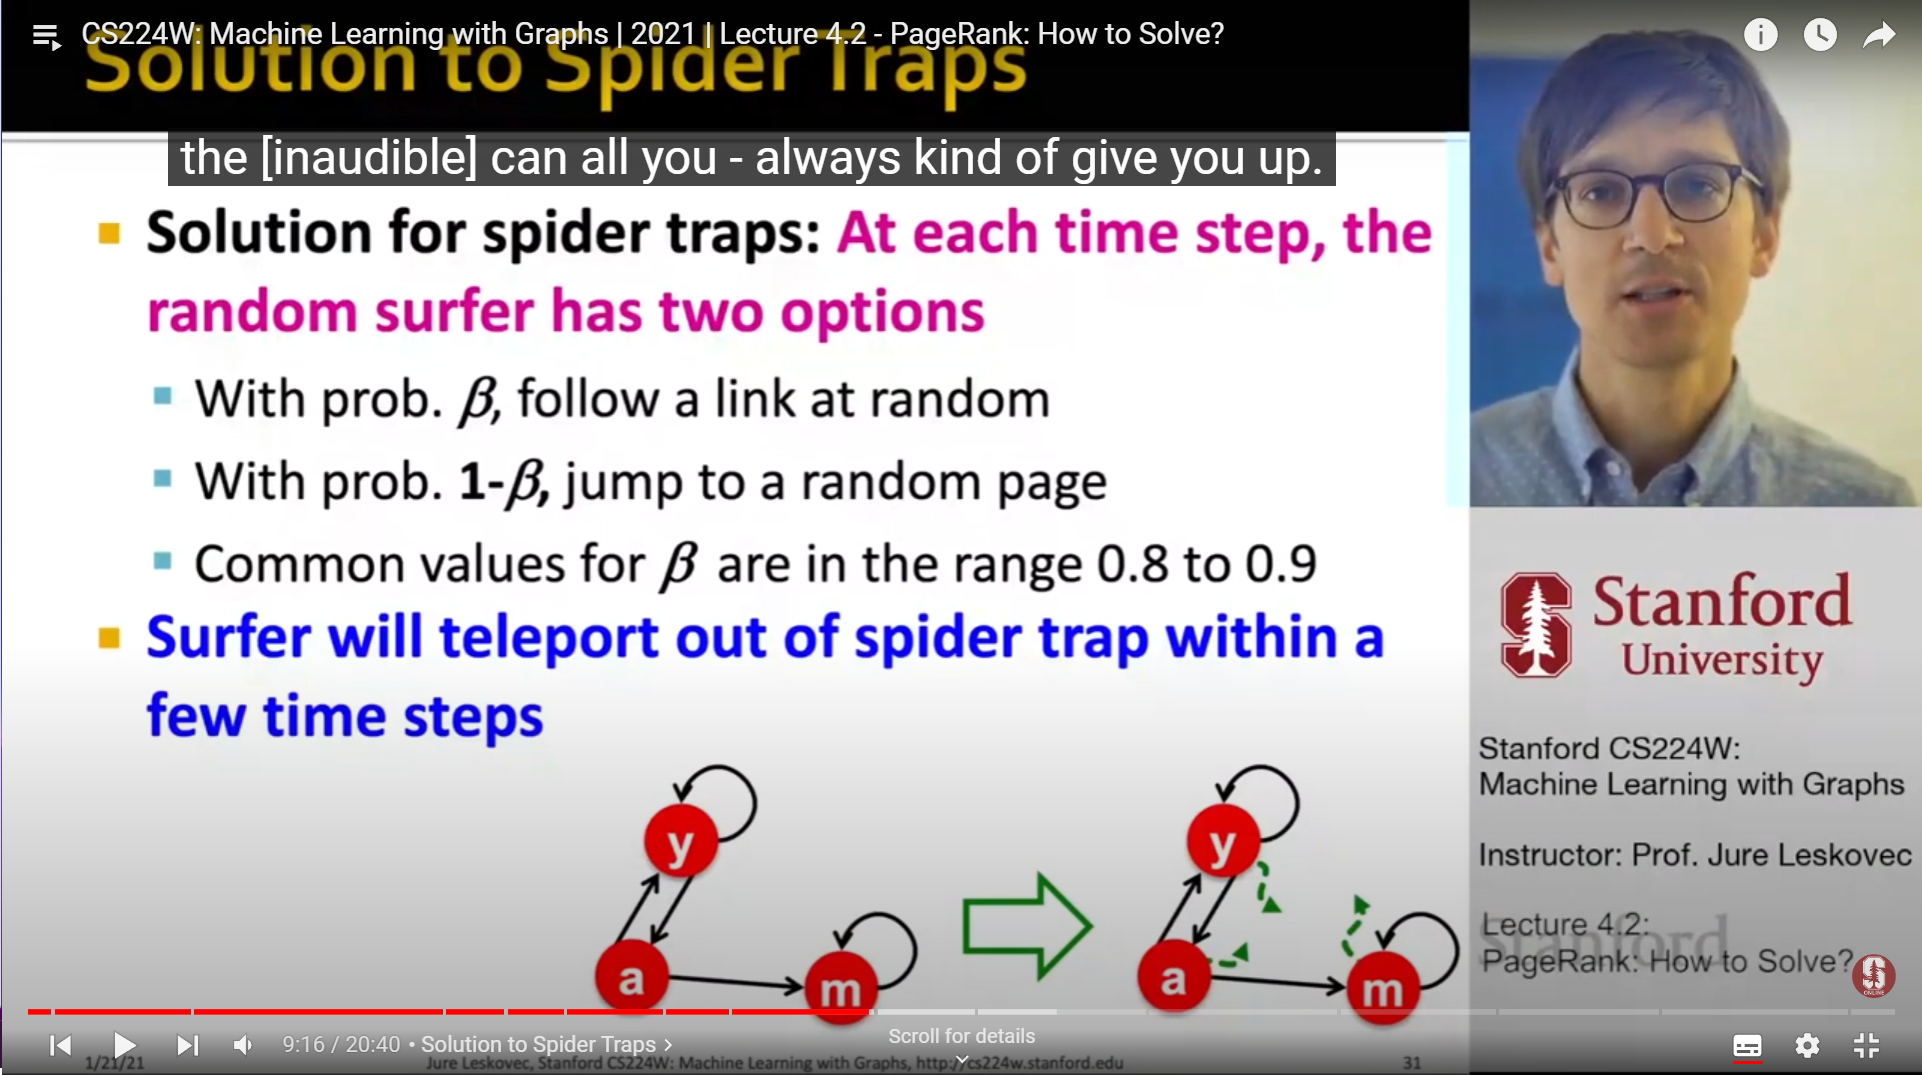 CS224W: Machine Learning with Graphs | 2021 | Lecture 4.2 - PageRank: How to Solve?
Solution to Spider Traps
the [inaudible] can all you - always kind of give you up.
Solution for spider traps: At each time step, the
random surfer has two options
With prob. β, follow a link at random
With prob. 1-β, jump to a random page
Common values for β are in the range 0.8 to 0.9
Surfer will teleport out of spider trap within a
few time steps
y
a
m
y
a
m
Stanford
University
Stanford CS224W:
Machine Learning with Graphs
Instructor: Prof. Jure Leskovec
Lecture 4.2:
PageRank: How to Solve?
Stanford
S
ONLINE
9:16 / 20:40 • Solution to Spider Traps
Scroll for details
1/21/21
Jure Leskovec, Stanford CS224W: Machine Learning with Graphs, http://cs224w.stanford.edu
31